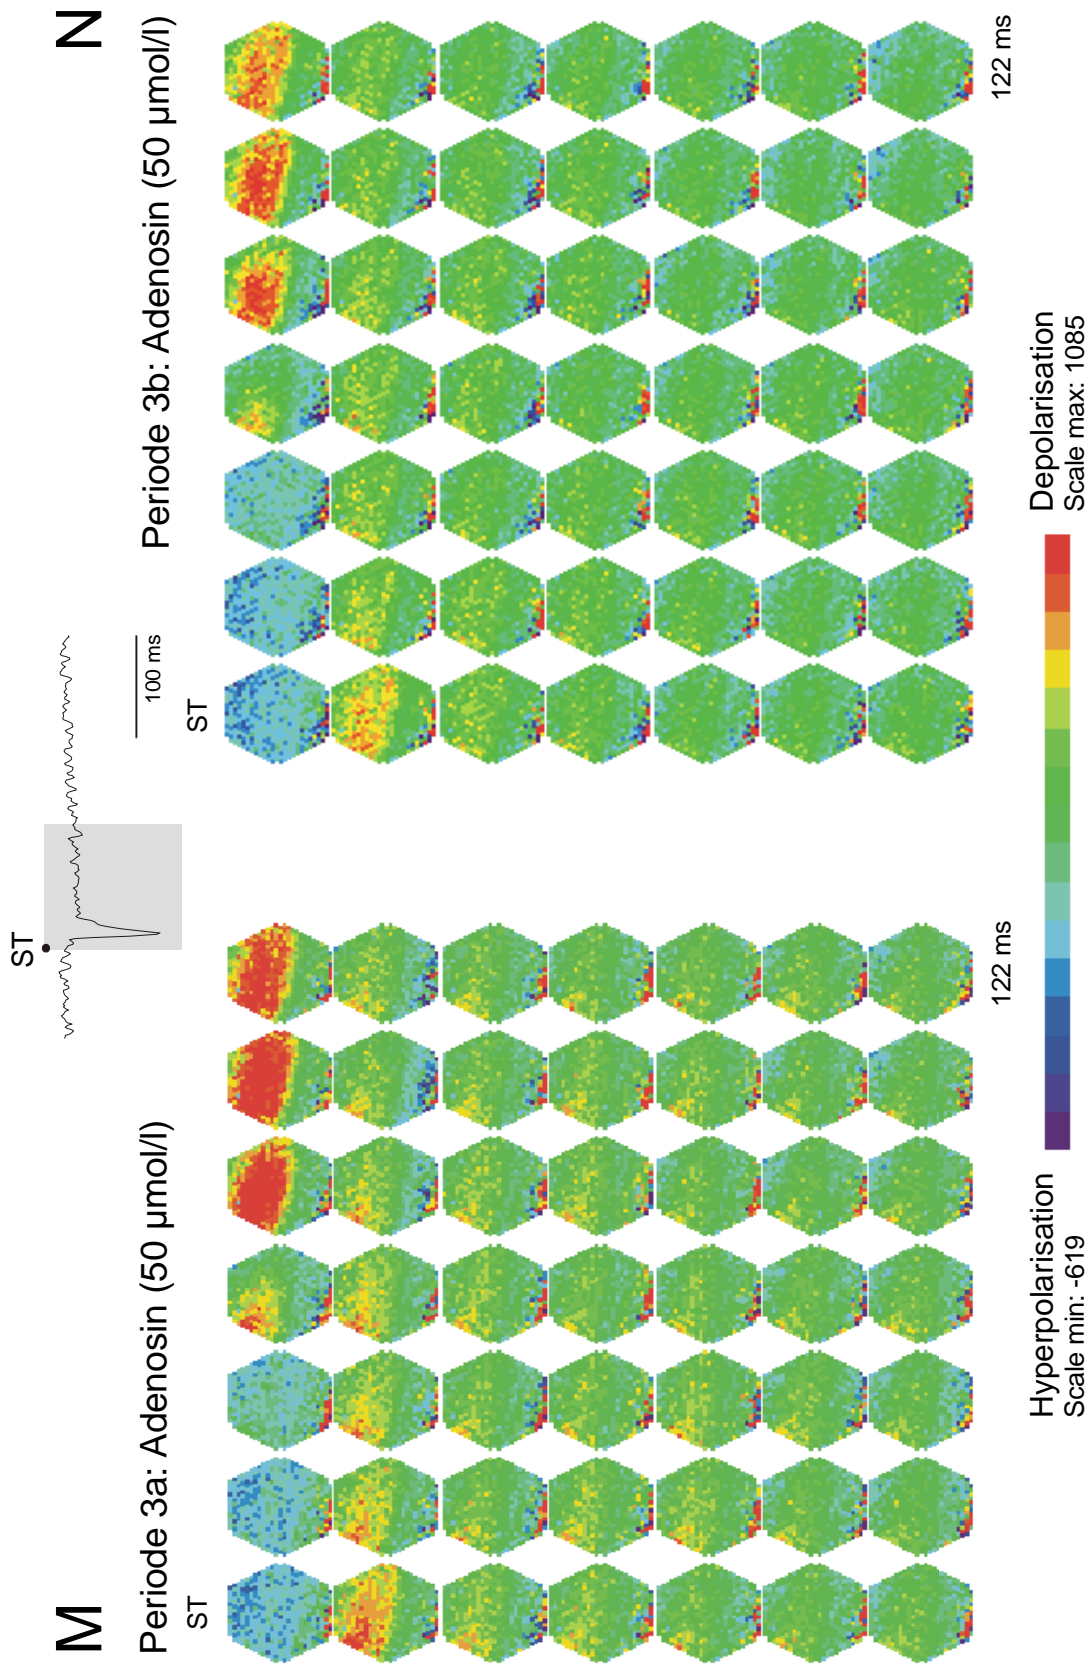 M
Periode 3a: Adenosin (50 µmol/l)
ST
122 ms
ST
100 ms
N
Periode 3b: Adenosin (50 µmol/l)
ST
122 ms
Hyperpolarisation
Scale min: -619
Depolarisation
Scale max: 1085